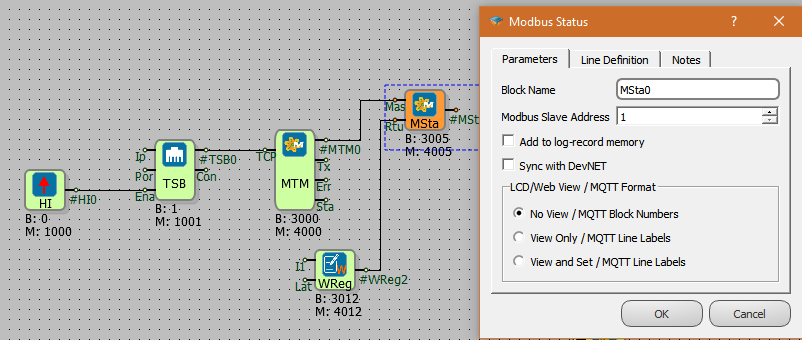 Modbus Status
?
Parameters
Line Definition
Notes
Block Name
MSta0
Modbus Slave Address
1
Add to log-record memory
Sync with DevNET
LCD/Web View / MQTT Format
No View / MQTT Block Numbers
View Only / MQTT Line Labels
View and Set / MQTT Line Labels
OK
Cancel
Mas
Rtu
MSta
#MSt
B: 3005
M: 4005
Ip
Por
Ena
#TSB0
Con
TSB
B: 1
M: 1001
TCP
#MTM0
Tx
Err
Sta
MTM
B: 3000
M: 4000
HI
#HI0
B: 0
M: 1000
I1
Lat
WReg
#WReg2
B: 3012
M: 4012